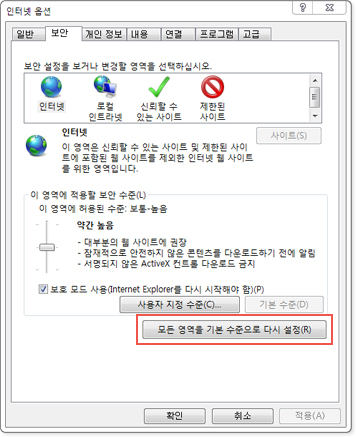 인터넷 옵션
일반
보안
개인 정보
내용
연결
프로그램
고급
보안 설정을 보거나 변경할 영역을 선택하십시오.
인터넷
로컬
인트라넷
신뢰할 수
있는 사이트
제한된
사이트
인터넷
사이트(S)
이 영역은 신뢰할 수 있는 사이트 및 제한된 사이
트에 포함된 웹 사이트를 제외한 인터넷 웹 사이트
를 위한 영역입니다.
이 영역에 적용할 보안 수준(L)
이 영역에 허용된 수준: 보통-높음
약간 높음
- 대부분의 웹 사이트에 권장
- 잠재적으로 안전하지 않은 콘텐츠를 다운로드하기 전에 알림
- 서명되지 않은 ActiveX 컨트롤 다운로드 금지
보호 모드 사용(Internet Explorer를 다시 시작해야 함)(P)
사용자 지정 수준(C)...
기본 수준(D)
모든 영역을 기본 수준으로 다시 설정(R)
확인
취소
적용(A)